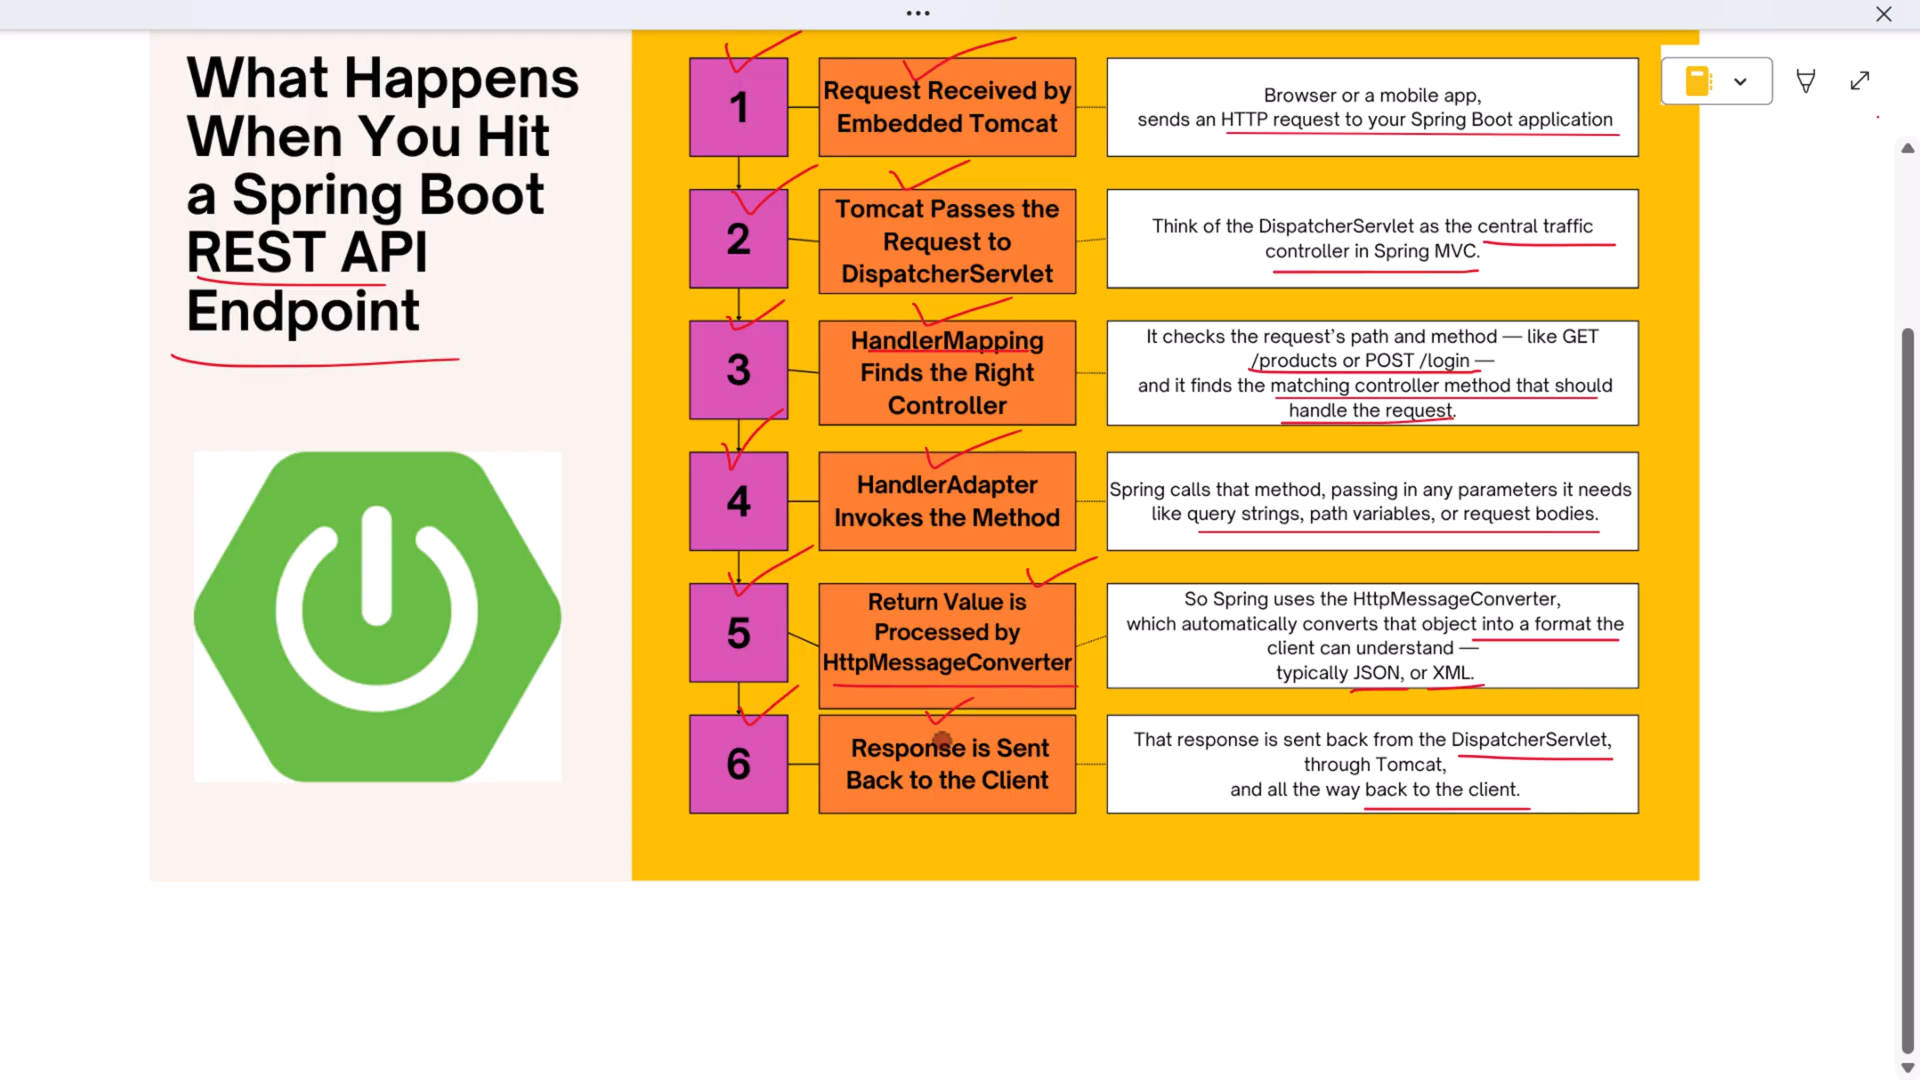 What Happens
When You Hit
a Spring Boot
REST API
Endpoint
1
Request Received by
Embedded Tomcat
Browser or a mobile app,
sends an HTTP request to your Spring Boot application
2
Tomcat Passes the
Request to
DispatcherServlet
Think of the DispatcherServlet as the central traffic
controller in Spring MVC.
3
HandlerMapping
Finds the Right
Controller
It checks the request's path and method — like GET
/products or POST /login —
and it finds the matching controller method that should
handle the request.
4
HandlerAdapter
Invokes the Method
Spring calls that method, passing in any parameters it needs
like query strings, path variables, or request bodies.
5
Return Value is
Processed by
HttpMessageConverter
So Spring uses the HttpMessageConverter,
which automatically converts that object into a format the
client can understand —
typically JSON, or XML.
6
Response is Sent
Back to the Client
That response is sent back from the DispatcherServlet,
through Tomcat,
and all the way back to the client.